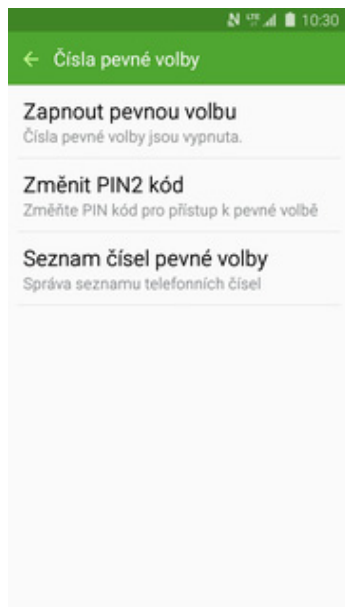 LTE 10:30
Čísla pevné volby
Zapnout pevnou volbu
Čísla pevné volby jsou vypnuta.
Změnit PIN2 kód
Změňte PIN kód pro přístup k pevné volbě
Seznam čísel pevné volby
Správa seznamu telefonních čísel